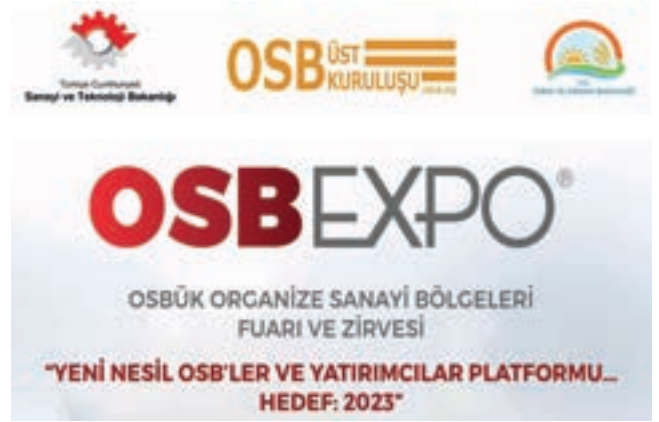 Türkiye Cumhuriyeti
Sanayi ve Teknoloji Bakanlığı
OSB ÜST
KURULUŞU
T.C.
OSBEXPO®
OSBÜK ORGANİZE SANAYİ BÖLGELERİ
FUARI VE ZİRVESİ
"YENİ NESİL OSB'LER VE YATIRIMCILAR PLATFORMU...
HEDEF: 2023"